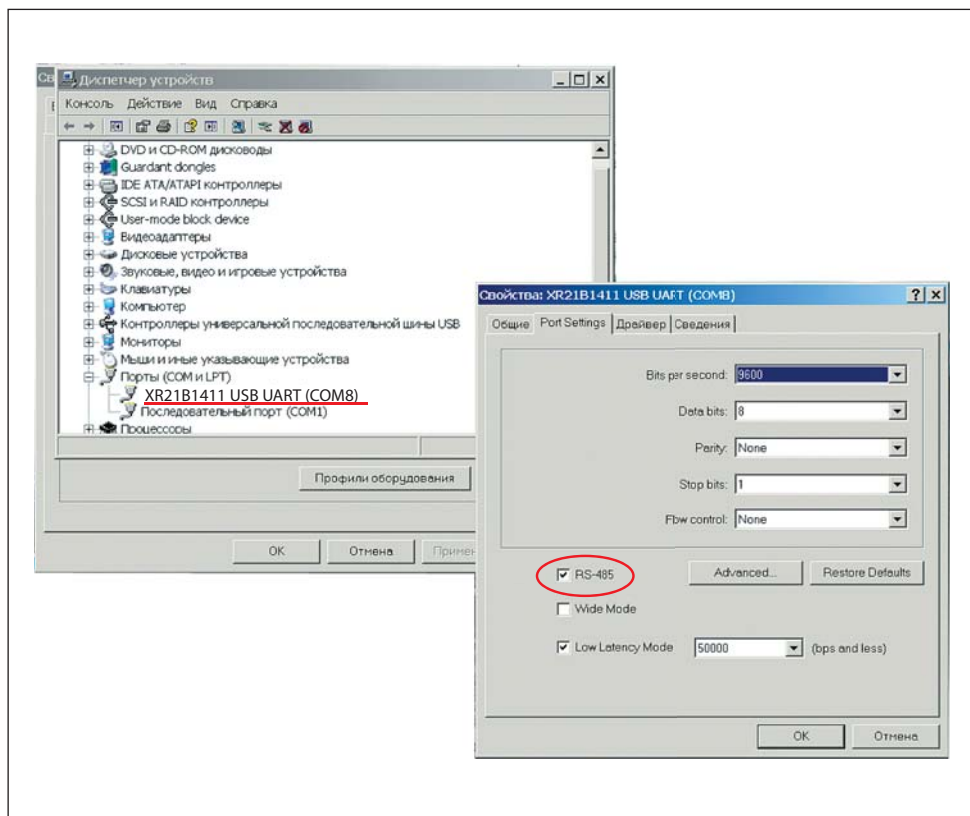 Св
Диспетчер устройств
Консоль Действие Вид Справка
DVD и CD-ROM дисководы
Guardant dongles
IDE ATA/ATAPI контроллеры
SCSI и RAID контроллеры
User-mode block device
Видеоадаптеры
Дисковые устройства
Звуковые, видео и игровые устройства
Клавиатуры
Компьютер
Контроллеры универсальной последовательной шины USB
Мониторы
Мыши и иные указывающие устройства
Порты (COM и LPT)
XR21B1411 USB UART (COM8)
Последовательный порт (COM1)
Процессоры
Профили оборудования
ОК Отмена Примен
Свойства: XR21B1411 USB UART (COM8)
Общие Port Settings Драйвер Сведения
Bits per second: 9600
Data bits: 8
Parity: None
Stop bits: 1
Flow control: None
RS-485 Advanced... Restore Defaults
Wide Mode
Low Latency Mode 50000 (bps and less)
ОК Отмена